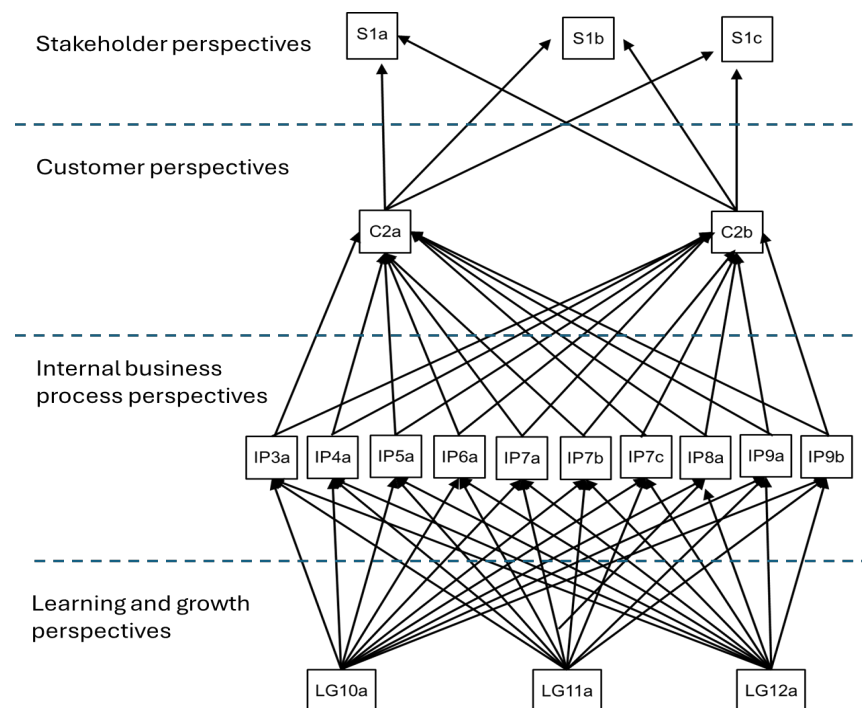 Stakeholder perspectives
S1a
S1b
S1c
Customer perspectives
C2a
C2b
Internal business
process perspectives
IP3a
IP4a
IP5a
IP6a
IP7a
IP7b
IP7c
IP8a
IP9a
IP9b
Learning and growth
perspectives
LG10a
LG11a
LG12a